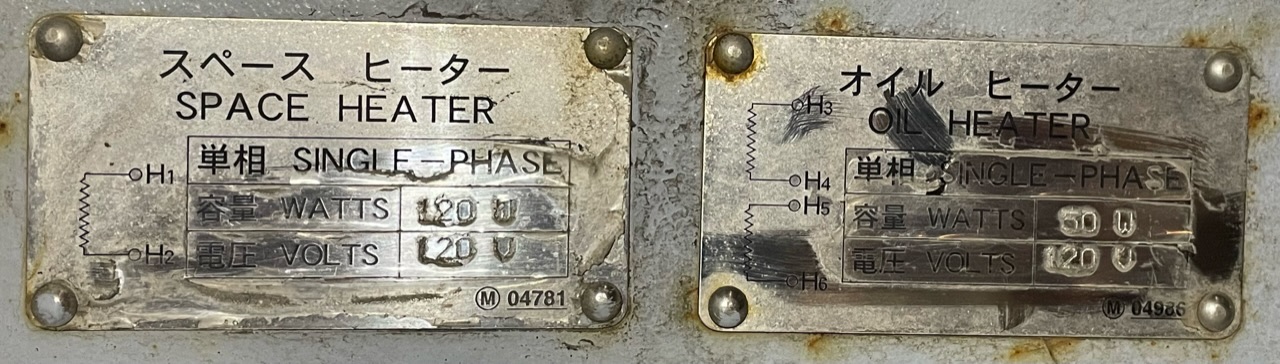 スペース ヒーター
SPACE HEATER
H1
H2
単相 SINGLE-PHASE
容量 WATTS 120 W
電圧 VOLTS 120 V
Ⓜ 04781
オイル ヒーター
OIL HEATER
H3
H4
H5
H6
単相 SINGLE-PHASE
容量 WATTS 50 W
電圧 VOLTS 120 V
Ⓜ 04986